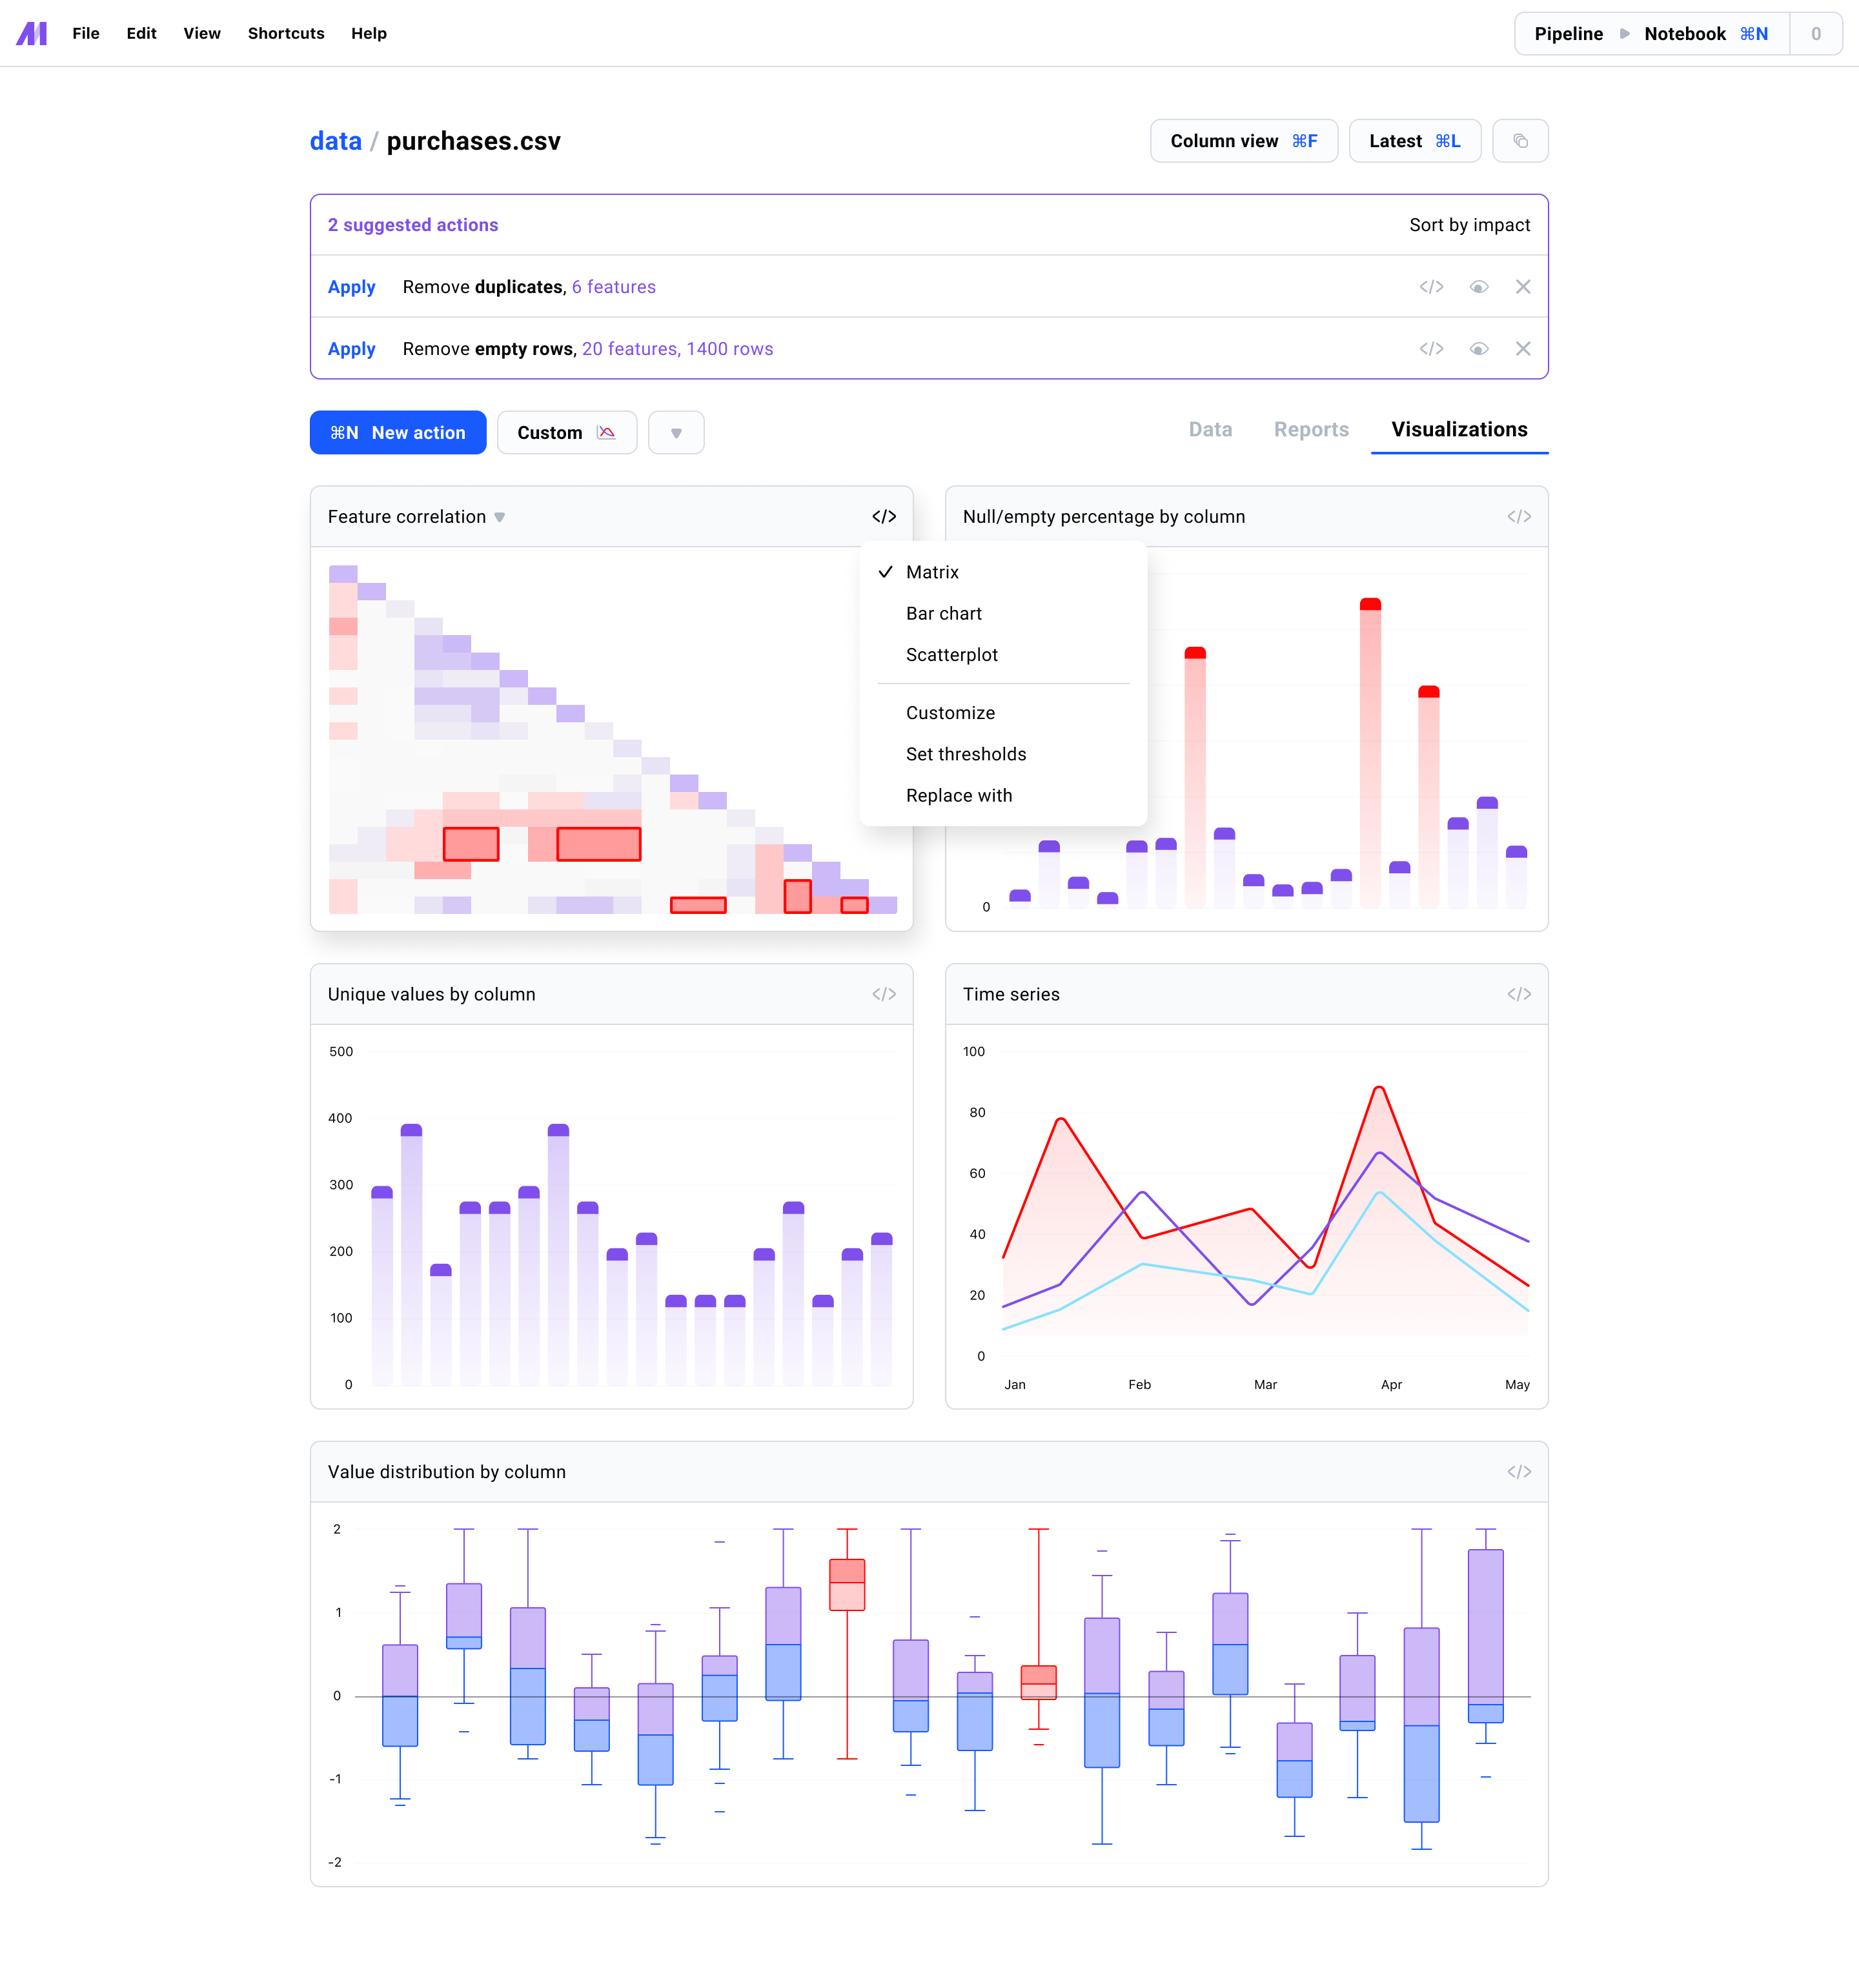 File Edit View Shortcuts Help
Pipeline Notebook ⌘N 0
data / purchases.csv
Column view ⌘F
Latest ⌘L
2 suggested actions
Sort by impact
Apply Remove duplicates, 6 features
Apply Remove empty rows, 20 features, 1400 rows
⌘N New action
Custom
Data Reports Visualizations
Feature correlation
Matrix
Bar chart
Scatterplot
Customize
Set thresholds
Replace with
Null/empty percentage by column
0
Unique values by column
500
400
300
200
100
0
Time series
100
80
60
40
20
0
Jan Feb Mar Apr May
Value distribution by column
2
1
0
-1
-2